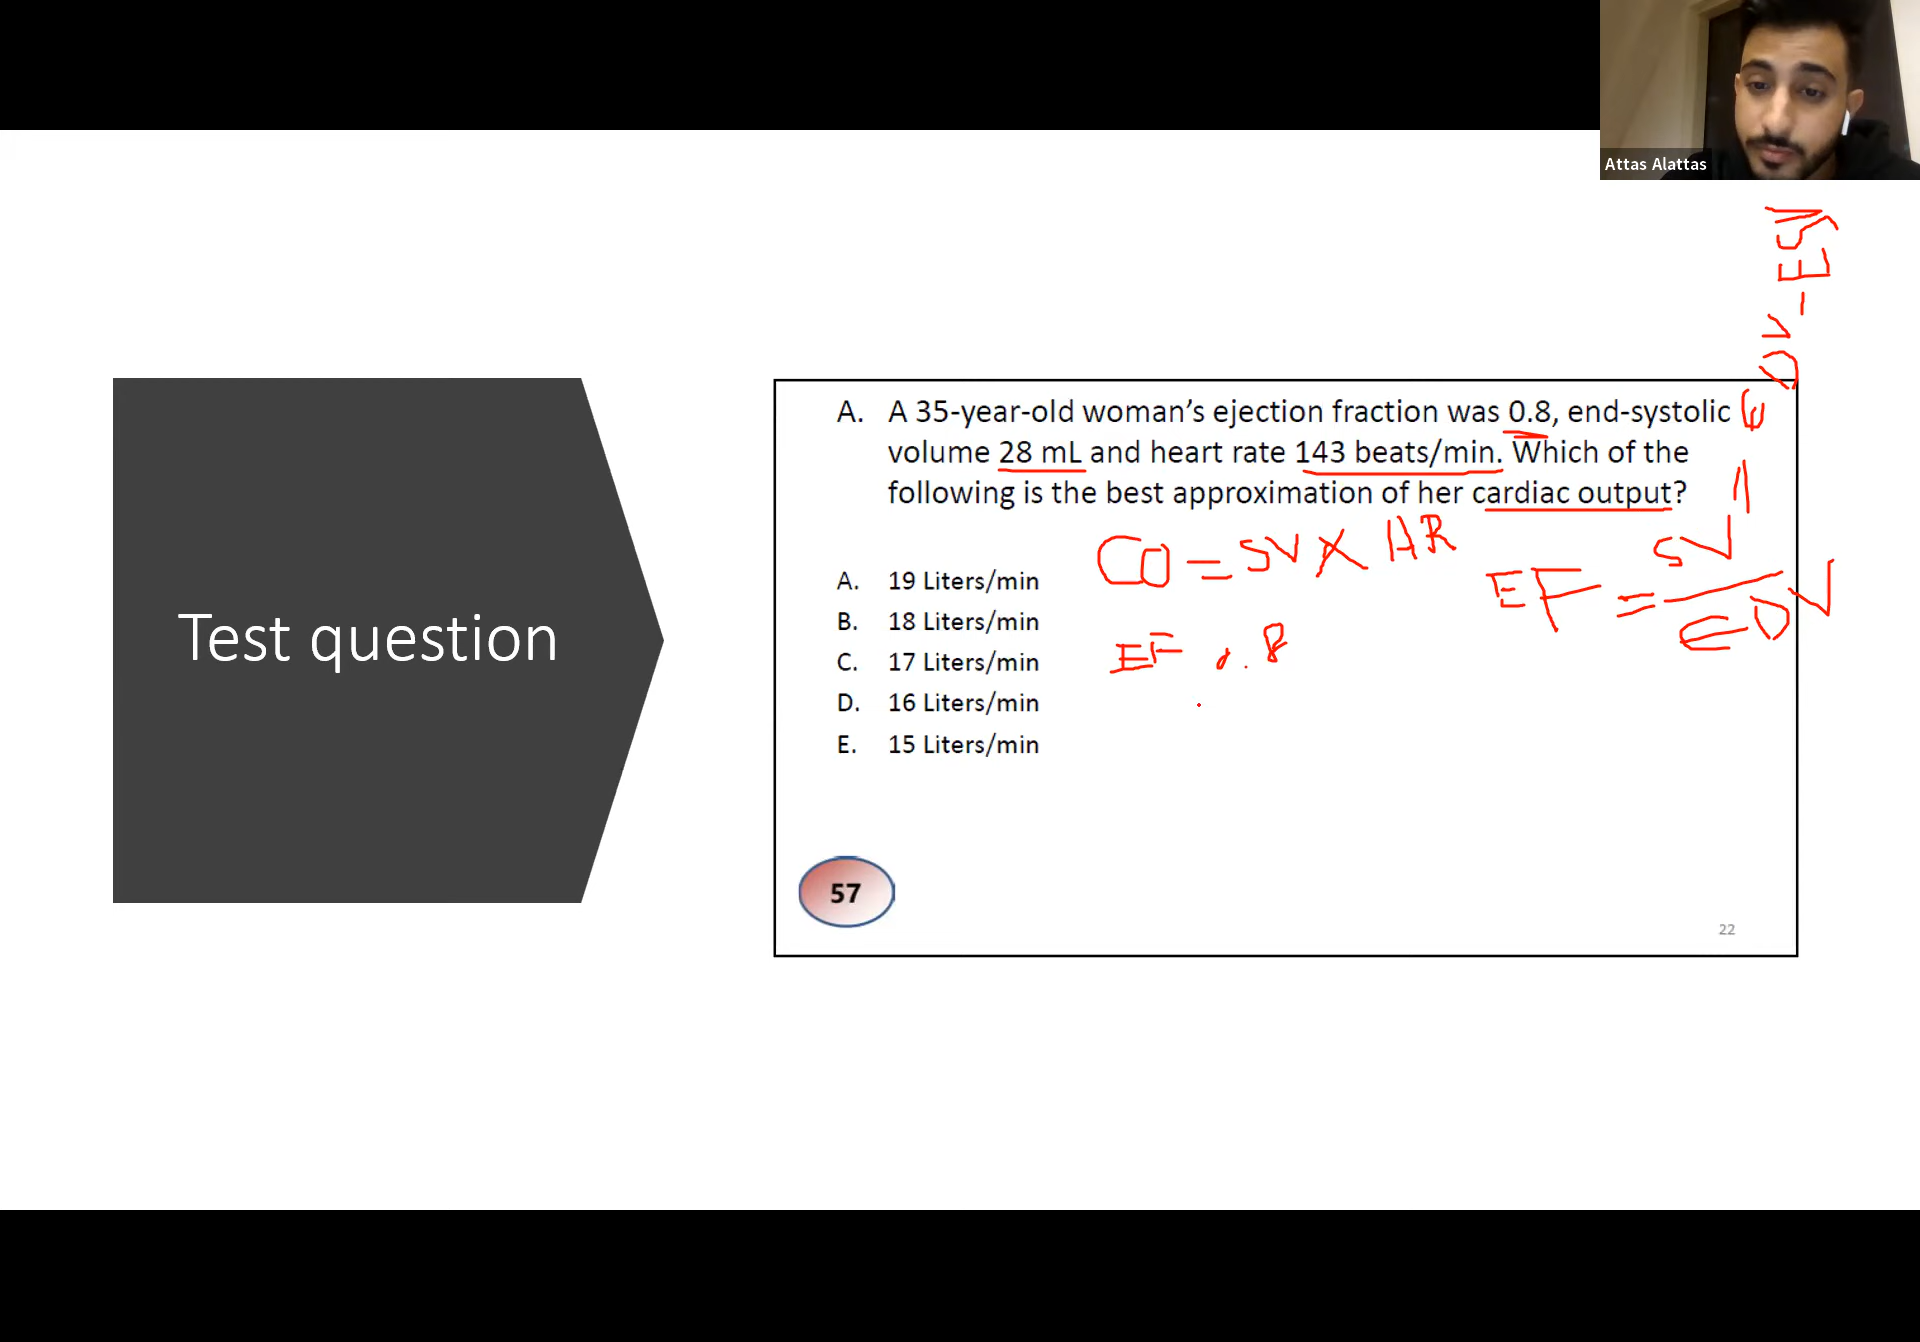 Attas Alattas
Test question
A. A 35-year-old woman's ejection fraction was 0.8, end-systolic
volume 28 mL and heart rate 143 beats/min. Which of the
following is the best approximation of her cardiac output?
CO = SV X HR
EF = SV = EDV - ESV
EDV
EF 0.8
A. 19 Liters/min
B. 18 Liters/min
C. 17 Liters/min
D. 16 Liters/min
E. 15 Liters/min
57
22